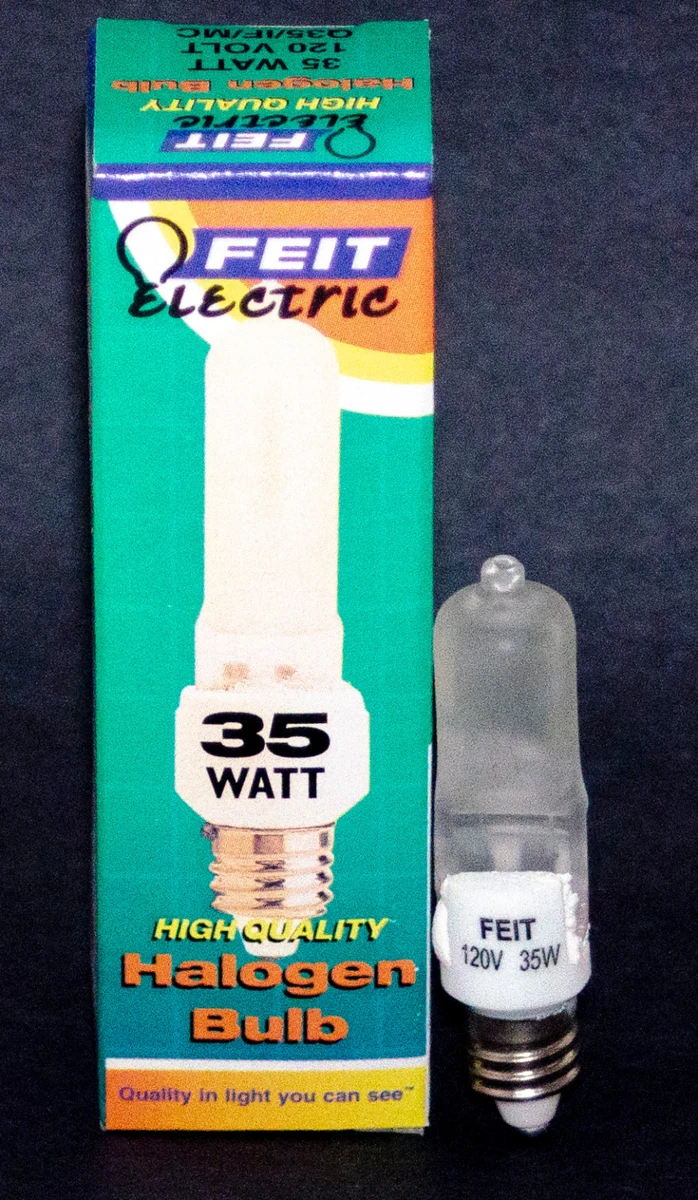 Q35/IF/MC
120 VOLT
35 WATT
Halogen Bulb
HIGH QUALITY
Electric
FEIT
FEIT
Electric
35
WATT
HIGH QUALITY
Halogen
Bulb
Quality in light you can see™
FEIT
120V 35W